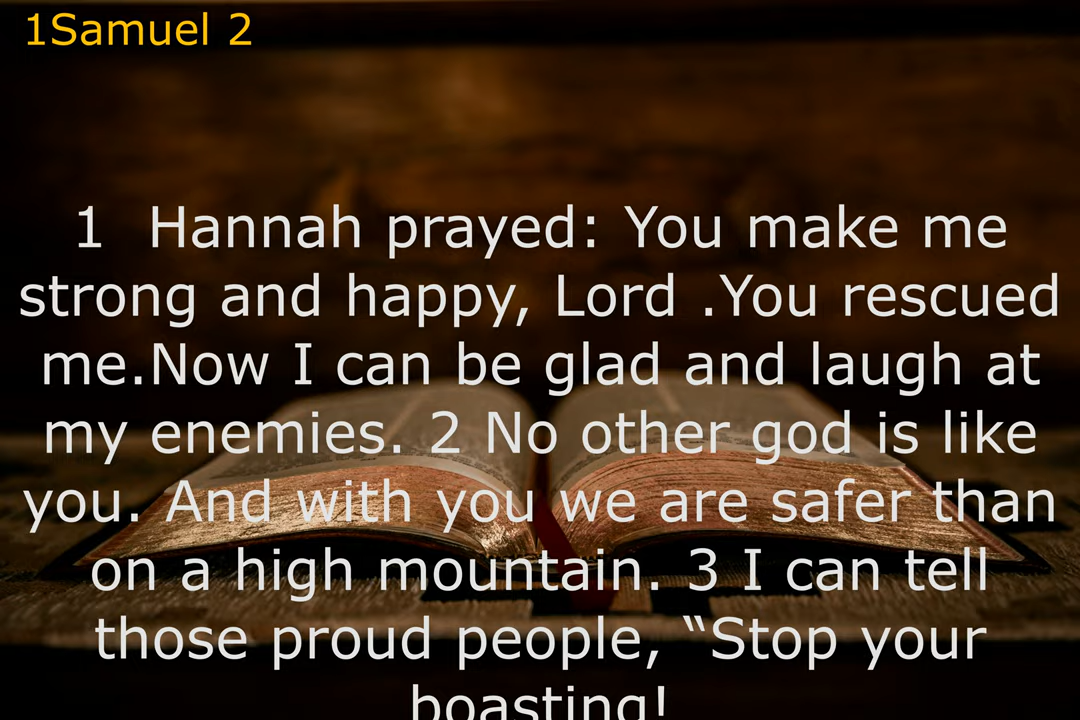 1Samuel 2
1 Hannah prayed: You make me
strong and happy, Lord .You rescued
me.Now I can be glad and laugh at
my enemies. 2 No other god is like
you. And with you we are safer than
on a high mountain. 3 I can tell
those proud people, “Stop your
boasting!